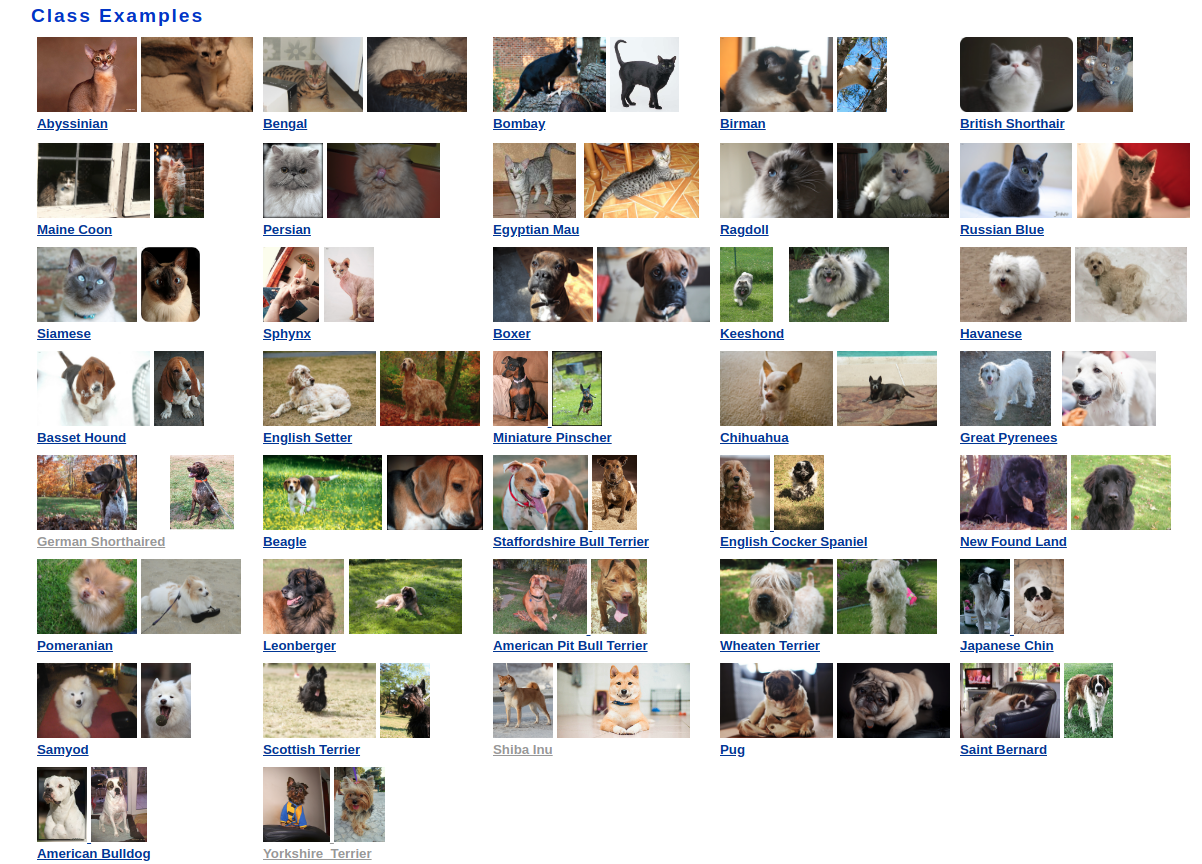 Class Examples
Abyssinian
Bengal
Bombay
Birman
British Shorthair
Maine Coon
Persian
Egyptian Mau
Ragdoll
Russian Blue
Siamese
Sphynx
Boxer
Keeshond
Havanese
Basset Hound
English Setter
Miniature Pinscher
Chihuahua
Great Pyrenees
German Shorthaired
Beagle
Staffordshire Bull Terrier
English Cocker Spaniel
New Found Land
Pomeranian
Leonberger
American Pit Bull Terrier
Wheaten Terrier
Japanese Chin
Samyod
Scottish Terrier
Shiba Inu
Pug
Saint Bernard
American Bulldog
Yorkshire Terrier